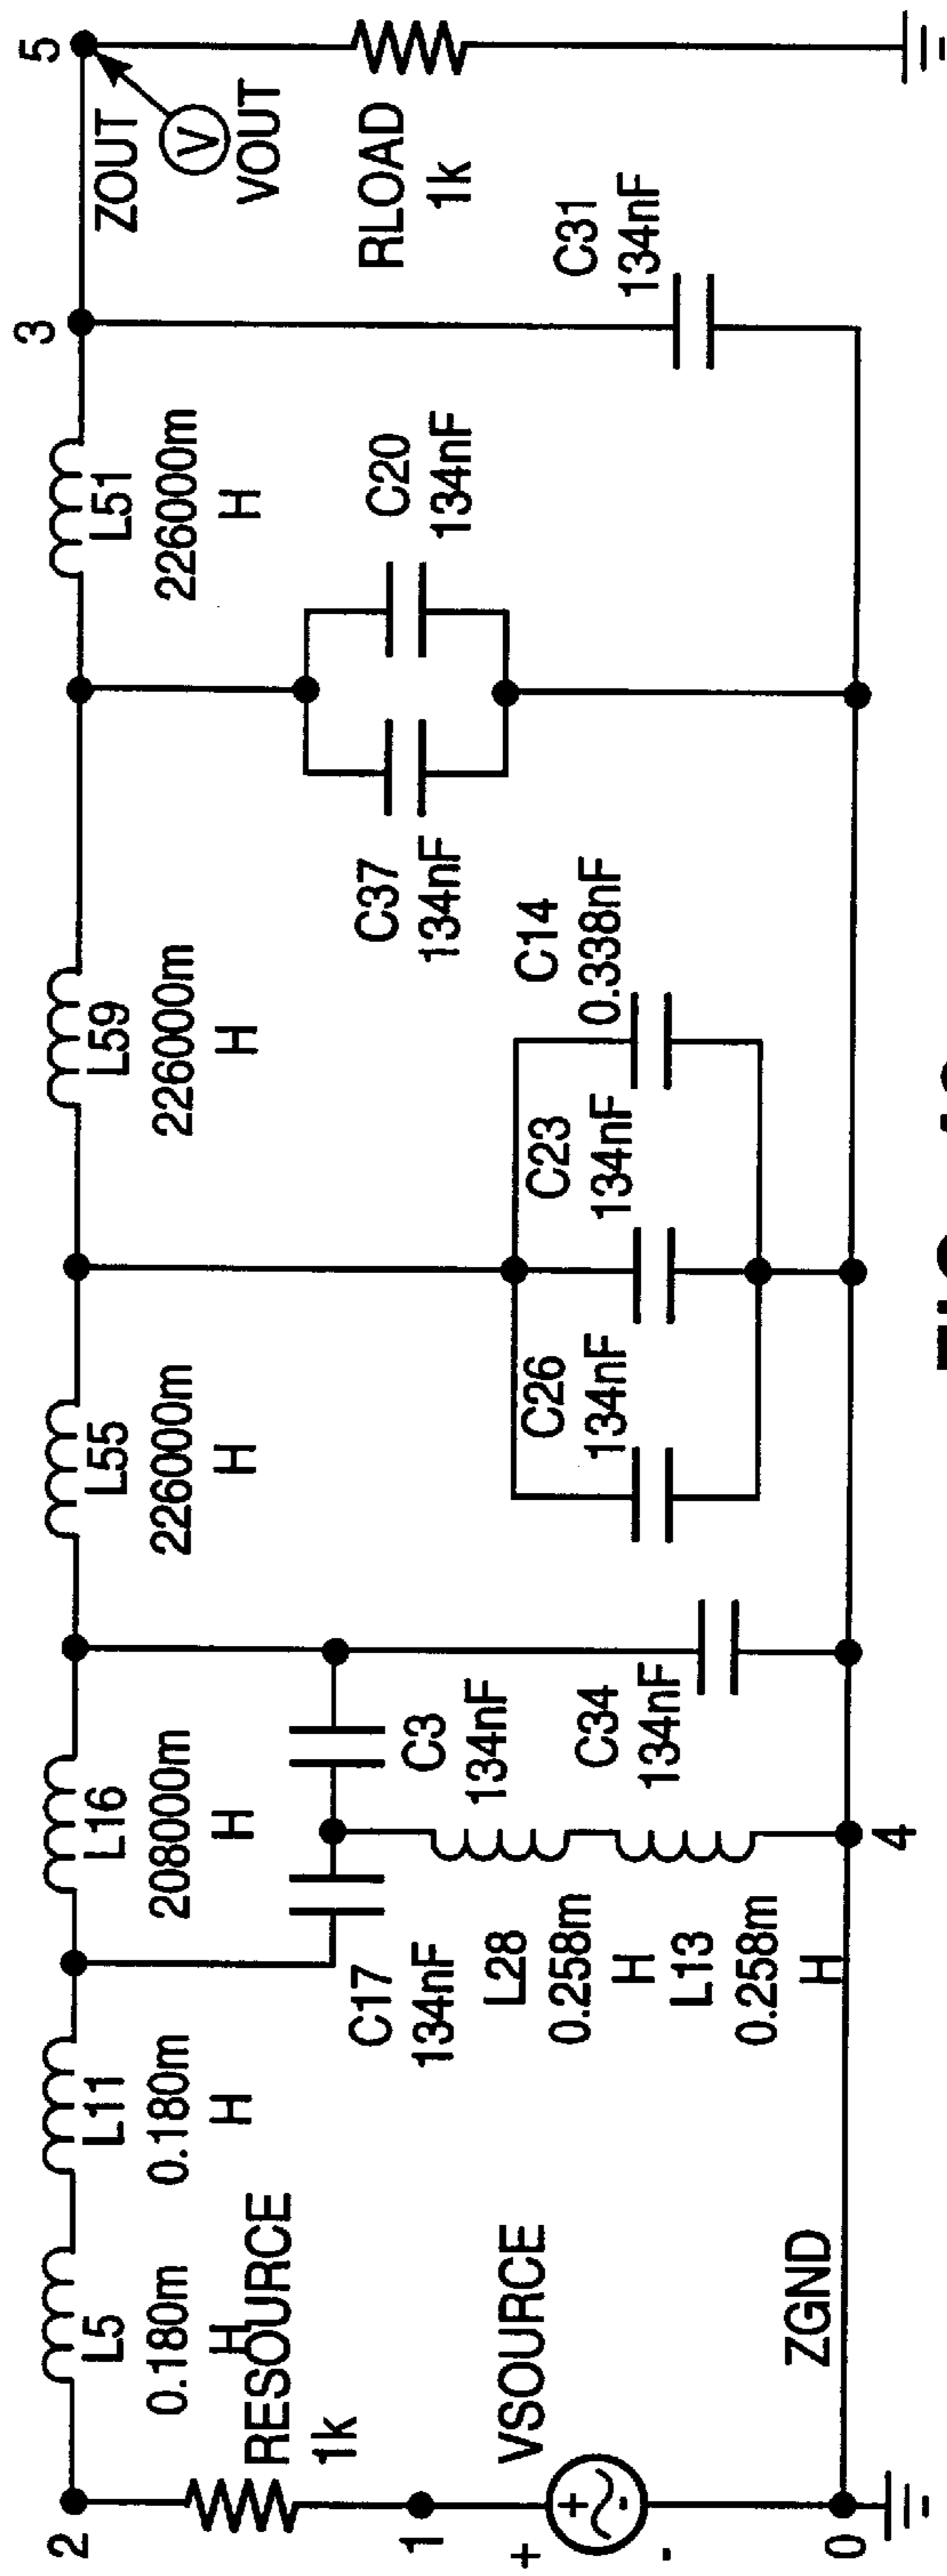 2
L5
0.180m
H
L11
0.180m
H
L16
208000m
H
L55
226000m
H
L59
226000m
H
L51
226000m
H
3
5
ZOUT
V
VOUT
RESOURCE
1k
1
+
VSOURCE
+
-
-
C17
134nF
L28
0.258m
H
L13
0.258m
H
C3
134nF
C34
134nF
C26
134nF
C23
134nF
C14
0.338nF
C37
134nF
C20
134nF
C31
134nF
RLOAD
1k
ZGND
0
4